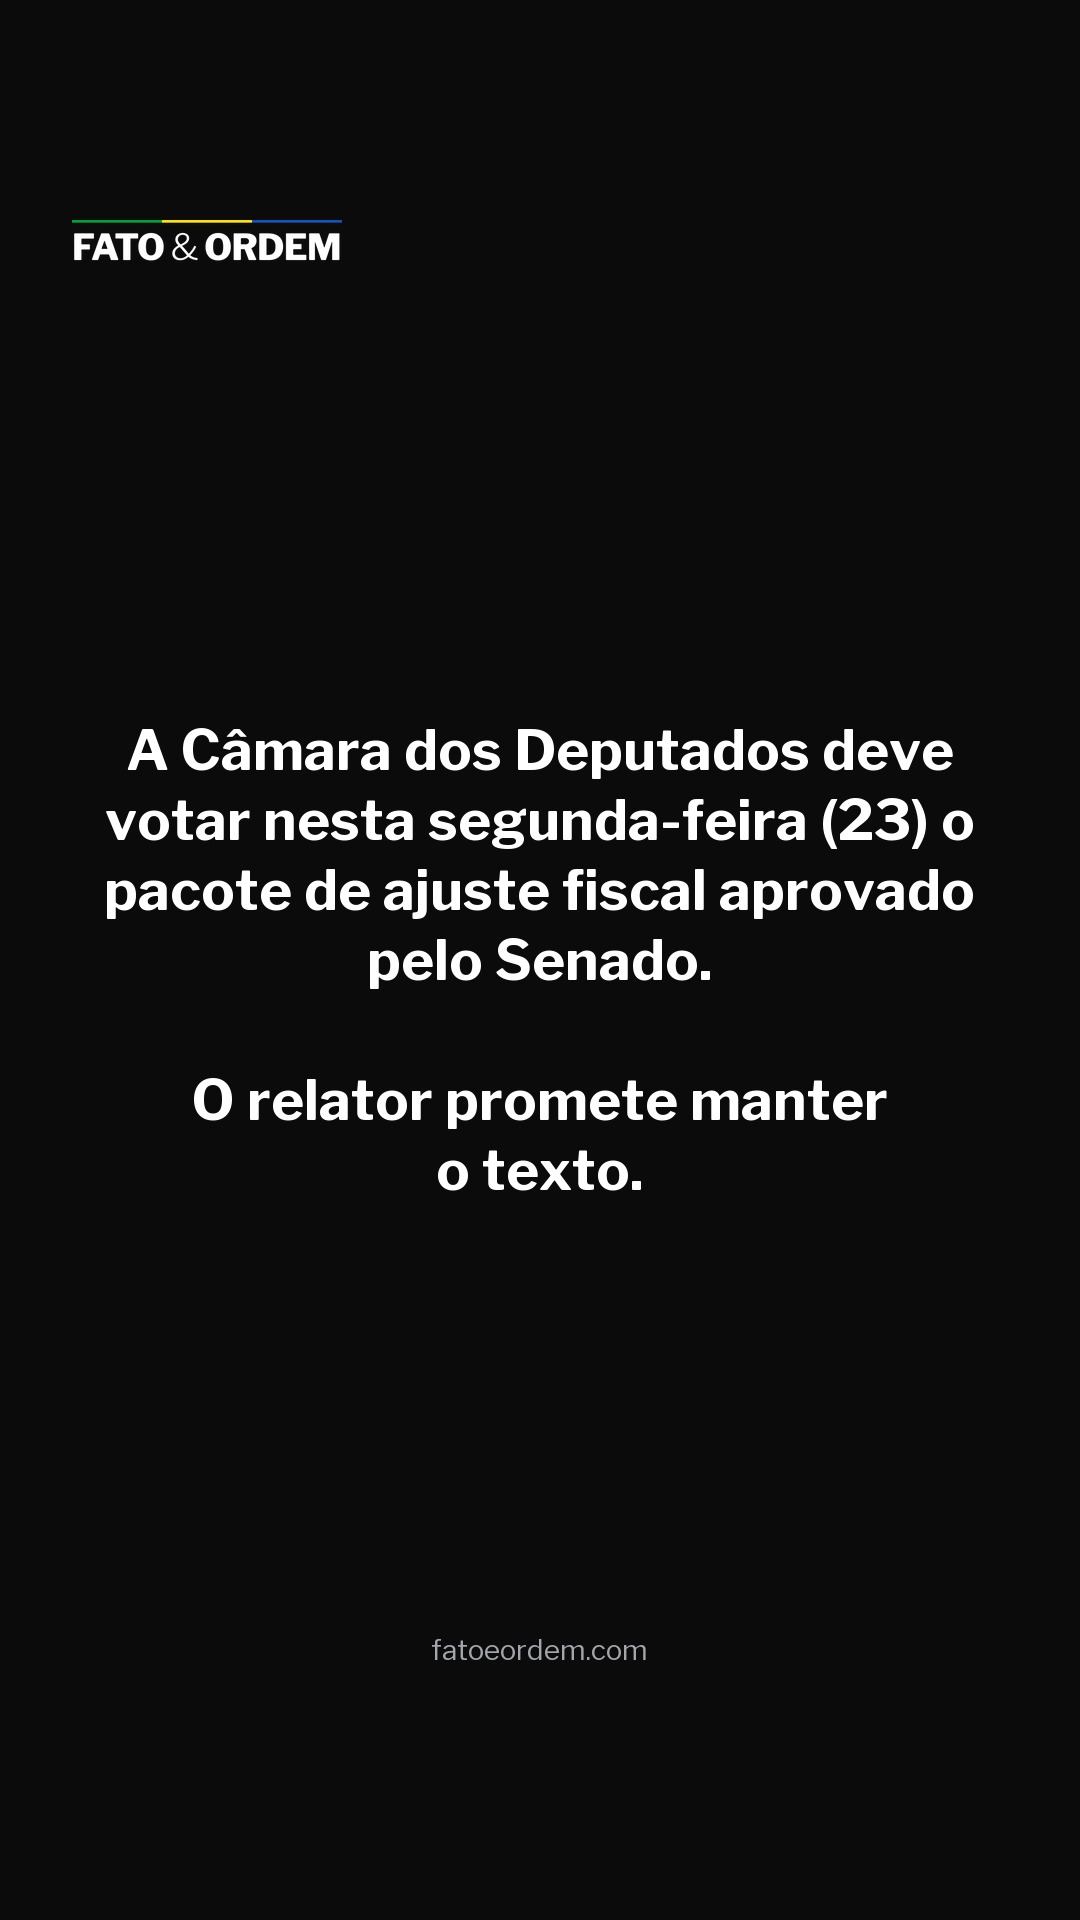 FATO & ORDEM
A Câmara dos Deputados deve
votar nesta segunda-feira (23) o
pacote de ajuste fiscal aprovado
pelo Senado.
O relator promete manter
o texto.
fatoeordem.com